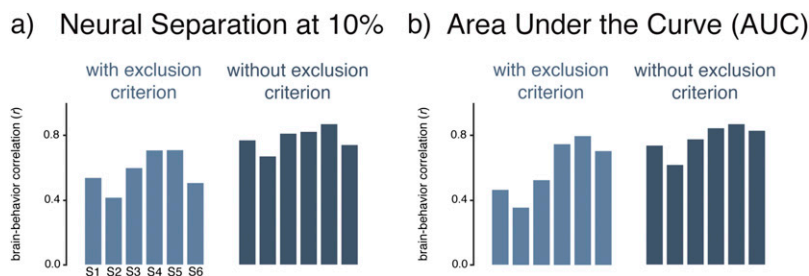 a) Neural Separation at 10%
with exclusion
criterion
without exclusion
criterion
brain-behavior correlation (r)
0.8
0.4
0.0
S1 S2 S3 S4 S5 S6
b) Area Under the Curve (AUC)
with exclusion
criterion
without exclusion
criterion
brain-behavior correlation (r)
0.8
0.4
0.0